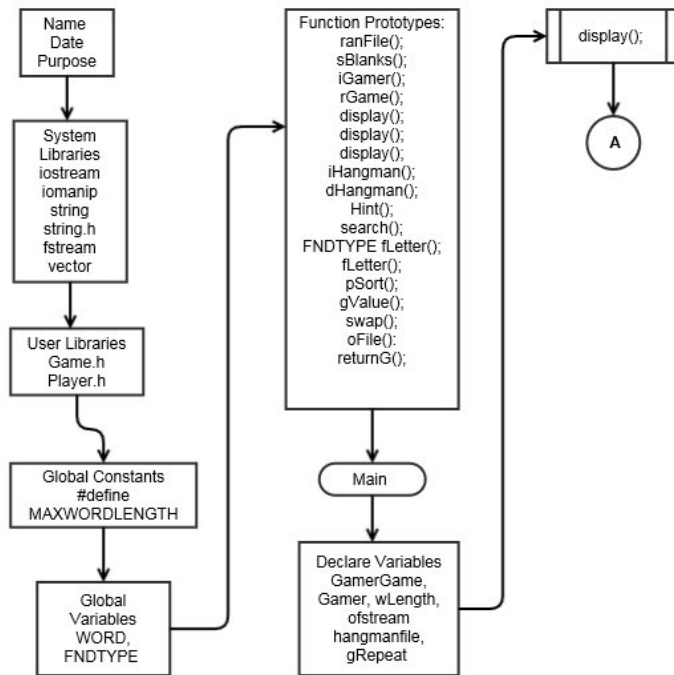 Name
Date
Purpose
System
Libraries
iostream
iomanip
string
string.h
fstream
vector
User Libraries
Game.h
Player.h
Global Constants
#define
MAXWORDLENGTH
Global
Variables
WORD,
FNDTYPE
Function Prototypes:
ranFile();
sBlanks();
iGamer();
rGame();
display();
display();
display();
iHangman();
dHangman();
Hint();
search();
FNDTYPE fLetter();
fLetter();
pSort();
gValue();
swap();
oFile():
returnG();
Main
Declare Variables
GamerGame,
Gamer, wLength,
ofstream
hangmanfile,
gRepeat
display();
A